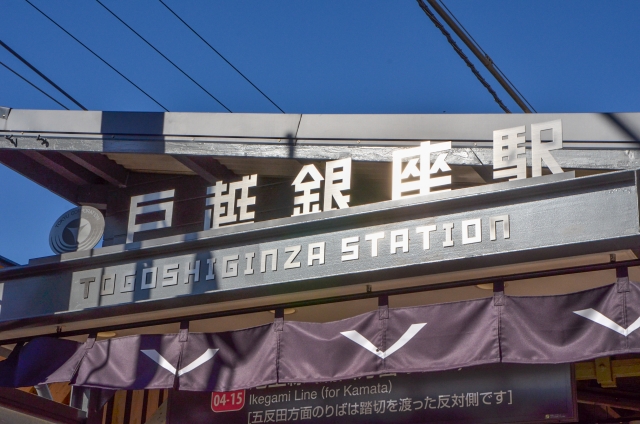 戸越銀座駅
TOGOSHIGINZA STATION
04-15
Ikegami Line (for Kamata)
[五反田方面のりばは踏切を渡った反対側です]